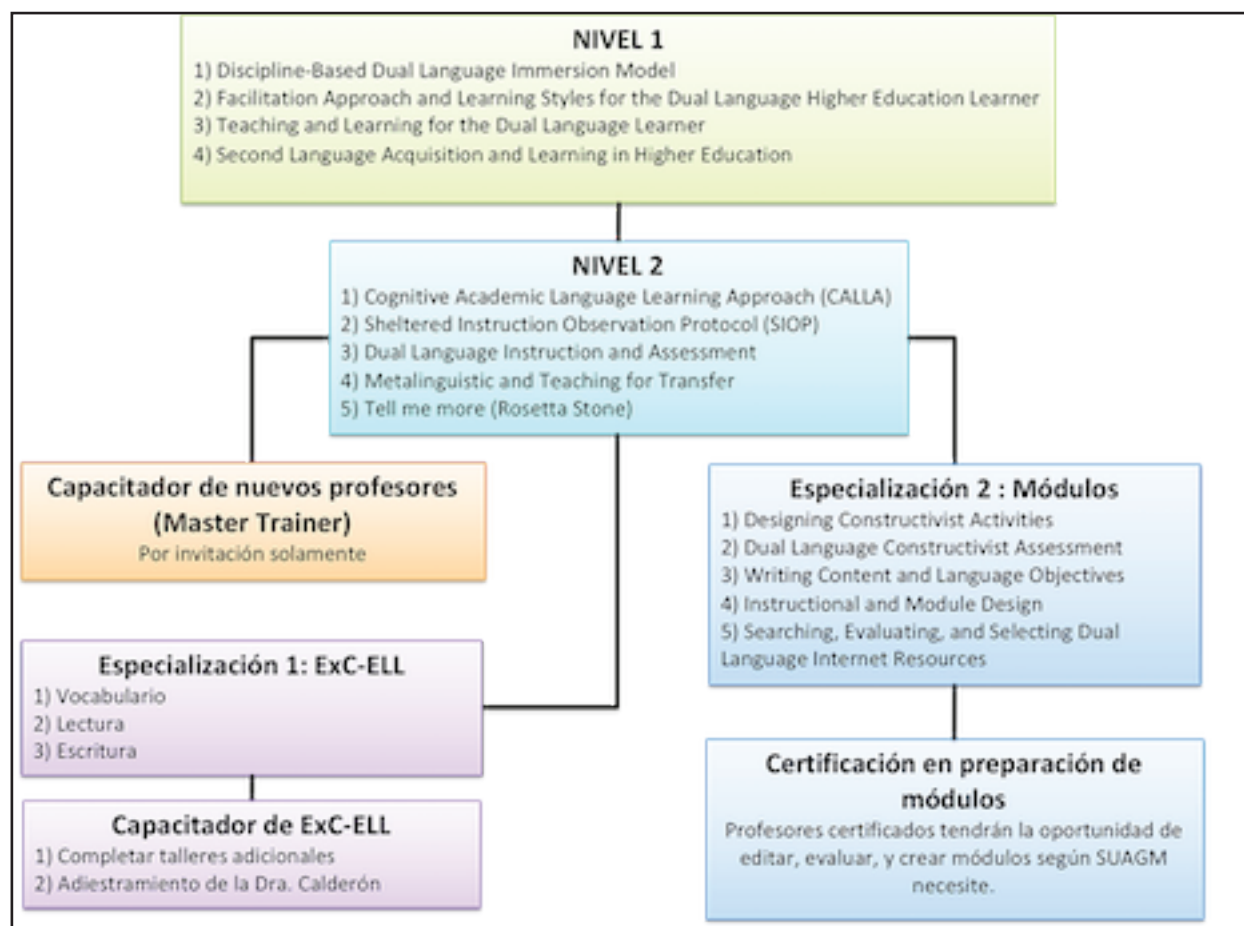 NIVEL 1
1) Discipline-Based Dual Language Immersion Model
2) Facilitation Approach and Learning Styles for the Dual Language Higher Education Learner
3) Teaching and Learning for the Dual Language Learner
4) Second Language Acquisition and Learning in Higher Education
NIVEL 2
1) Cognitive Academic Language Learning Approach (CALLA)
2) Sheltered Instruction Observation Protocol (SIOP)
3) Dual Language Instruction and Assessment
4) Metalinguistic and Teaching for Transfer
5) Tell me more (Rosetta Stone)
Capacitador de nuevos profesores
(Master Trainer)
Por invitación solamente
Especialización 1: ExC-ELL
1) Vocabulario
2) Lectura
3) Escritura
Capacitador de ExC-ELL
1) Completar talleres adicionales
2) Adiestramiento de la Dra. Calderón
Especialización 2 : Módulos
1) Designing Constructivist Activities
2) Dual Language Constructivist Assessment
3) Writing Content and Language Objectives
4) Instructional and Module Design
5) Searching, Evaluating, and Selecting Dual
Language Internet Resources
Certificación en preparación de
módulos
Profesores certificados tendrán la oportunidad de
editar, evaluar, y crear módulos según SUAGM
necesite.